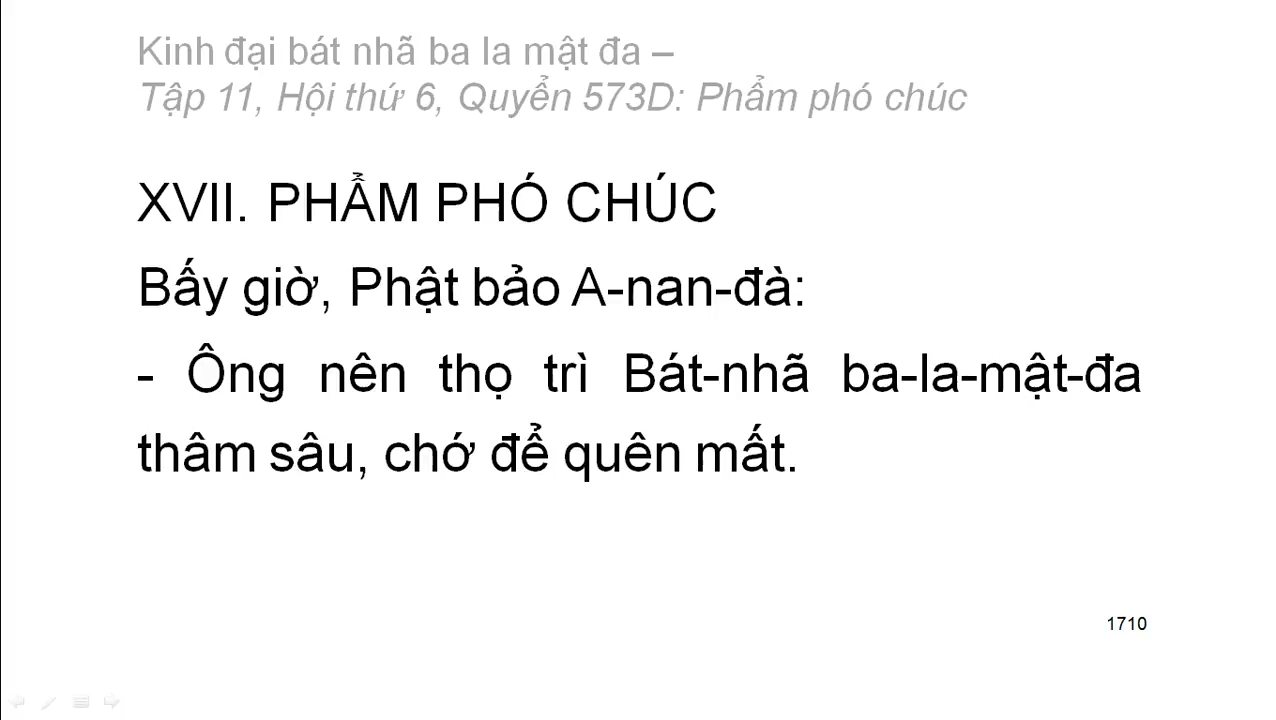 Kinh đại bát nhã ba la mật đa –
Tập 11, Hội thứ 6, Quyển 573D: Phẩm phó chúc
XVII. PHẨM PHÓ CHÚC
Bấy giờ, Phật bảo A-nan-đà:
- Ông nên thọ trì Bát-nhã ba-la-mật-đa
thâm sâu, chớ để quên mất.
1710